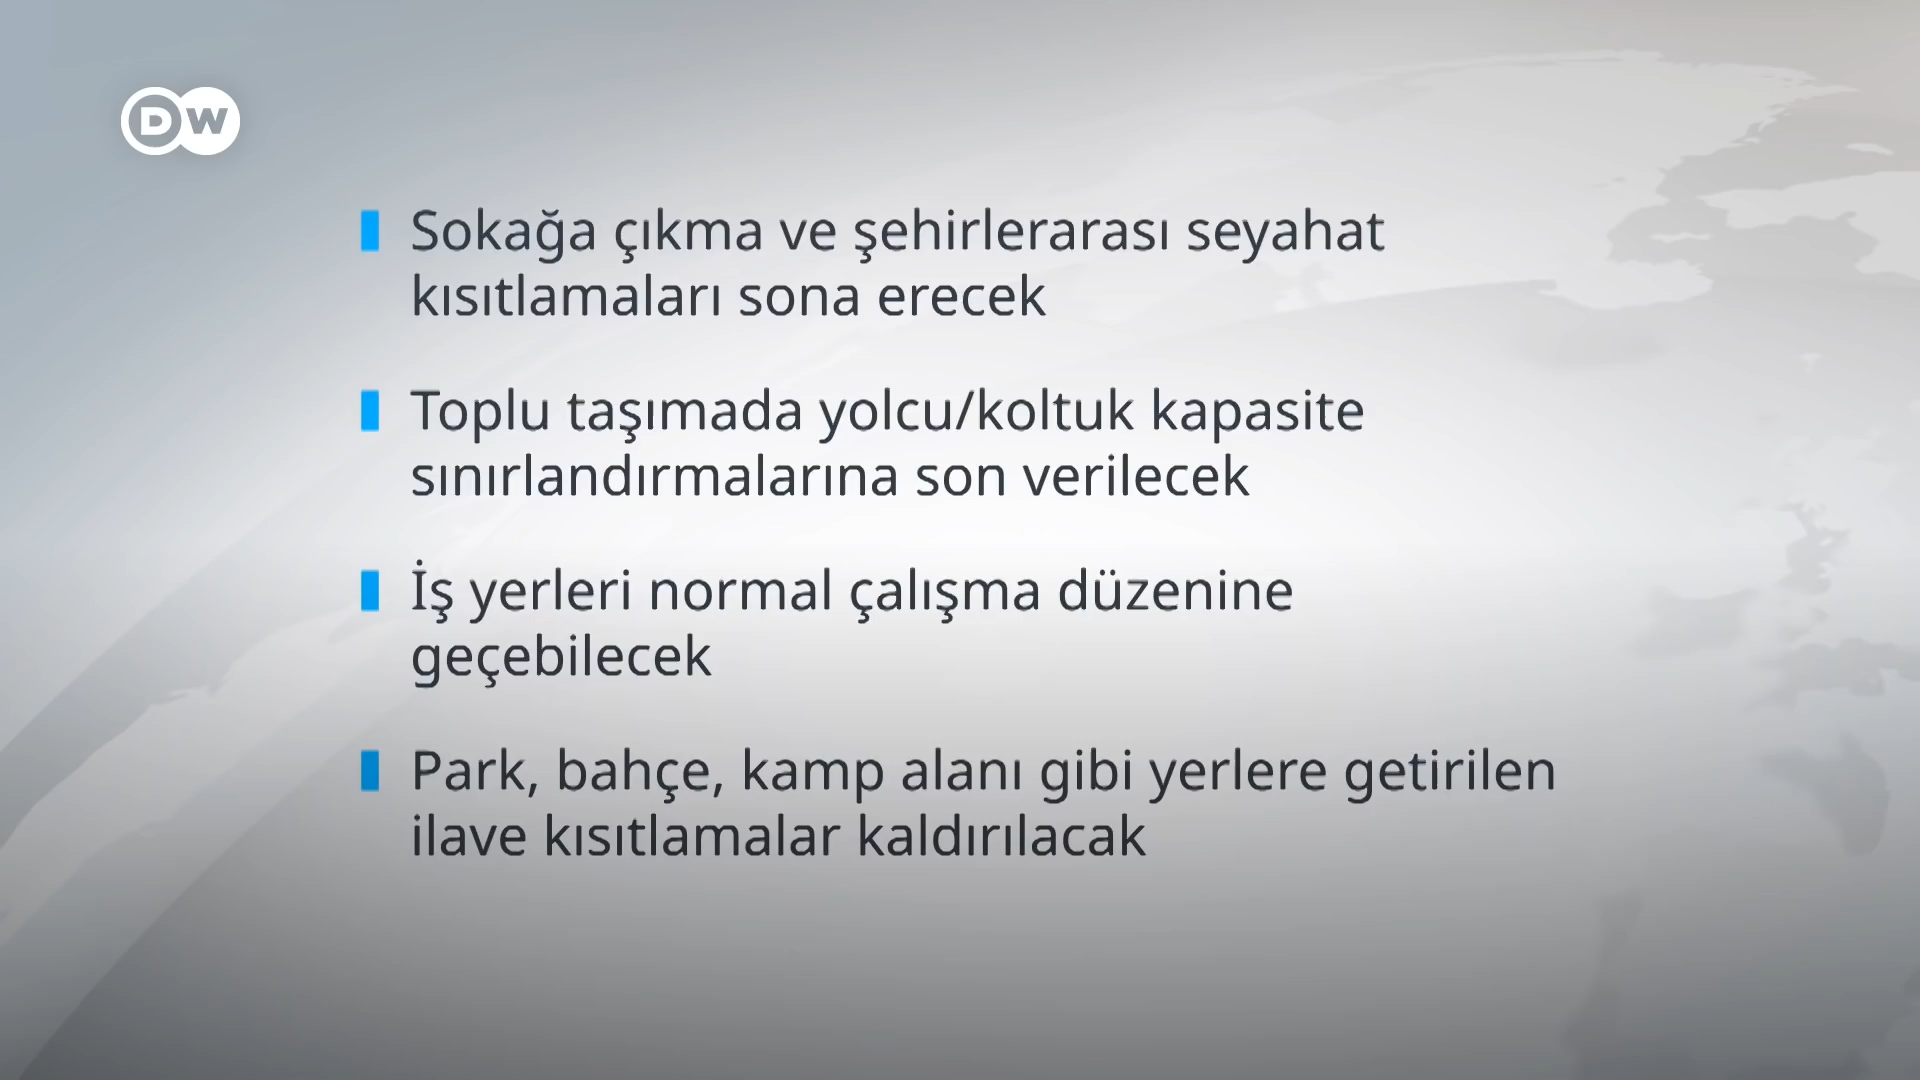 DW
Sokağa çıkma ve şehirlerarası seyahat
kısıtlamaları sona erecek
Toplu taşımada yolcu/koltuk kapasite
sınırlandırmalarına son verilecek
İş yerleri normal çalışma düzenine
geçebilecek
Park, bahçe, kamp alanı gibi yerlere getirilen
ilave kısıtlamalar kaldırılacak